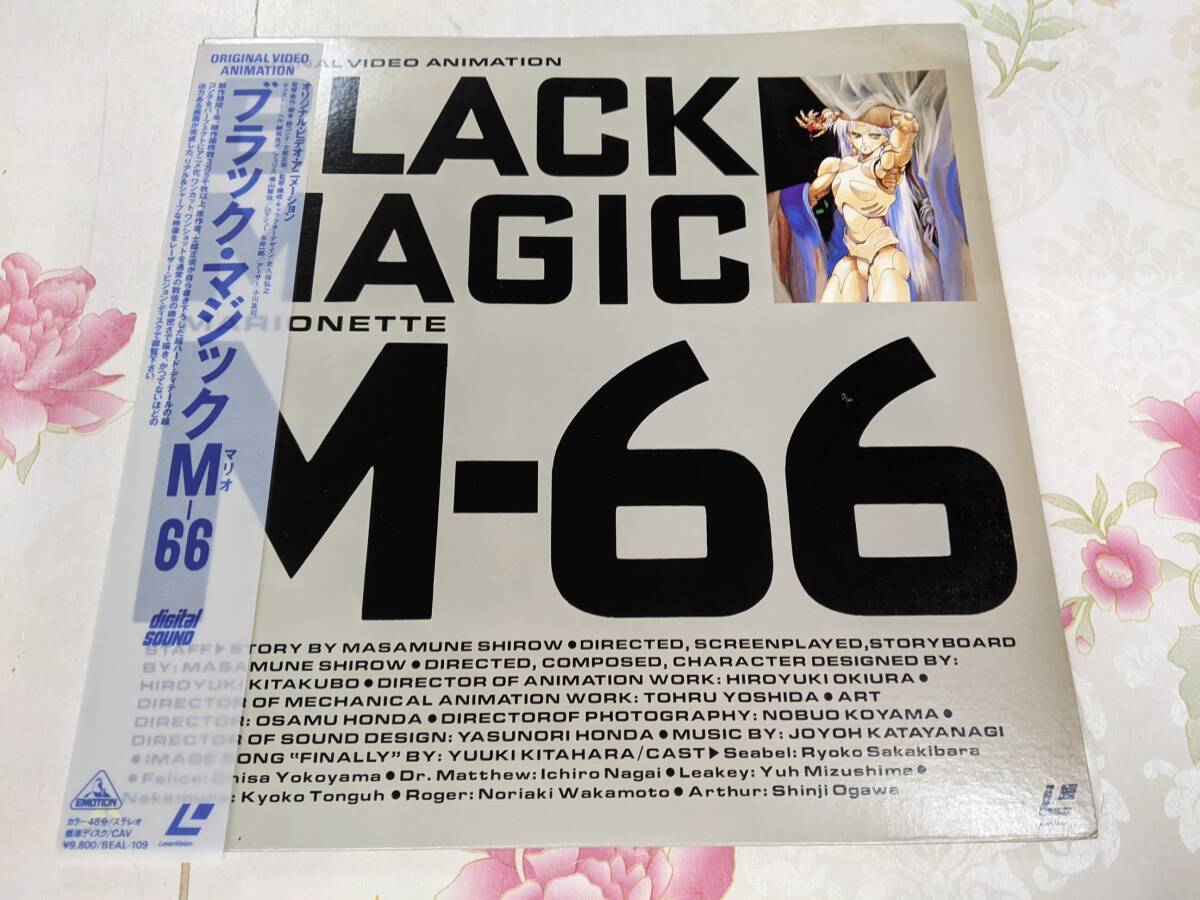 ORIGINAL VIDEO
ANIMATION
オリジナル・ビデオ・アニメーション
ブラック・マジック
マリオ
M-66
digital
SOUND
EMOTION
カラー48分/ステレオ
標準ディスク/CAV
¥9,800/BEAL-109
LaserVision
NAL VIDEO ANIMATION
BLACK
MAGIC
MARIONETTE
M-66
STAFF▶STORY BY MASAMUNE SHIROW●DIRECTED, SCREENPLAYED,STORYBOARD
BY: MASAMUNE SHIROW●DIRECTED, COMPOSED, CHARACTER DESIGNED BY:
HIROYUKI KITAKUBO●DIRECTOR OF ANIMATION WORK: HIROYUKI OKIURA●
DIRECTOR OF MECHANICAL ANIMATION WORK: TOHRU YOSHIDA●ART
DIRECTOR: OSAMU HONDA●DIRECTOROF PHOTOGRAPHY: NOBUO KOYAMA●
DIRECTOR OF SOUND DESIGN: YASUNORI HONDA●MUSIC BY: JOYOH KATAYANAGI
●IMAGE SONG “FINALLY” BY: YUUKI KITAHARA/CAST▶Seabel: Ryoko Sakakibara
●Felice: Chisa Yokoyama●Dr. Matthew: Ichiro Nagai●Leakey: Yuh Mizushima●
Nakamura: Kyoko Tonguh●Roger: Noriaki Wakamoto●Arthur: Shinji Ogawa